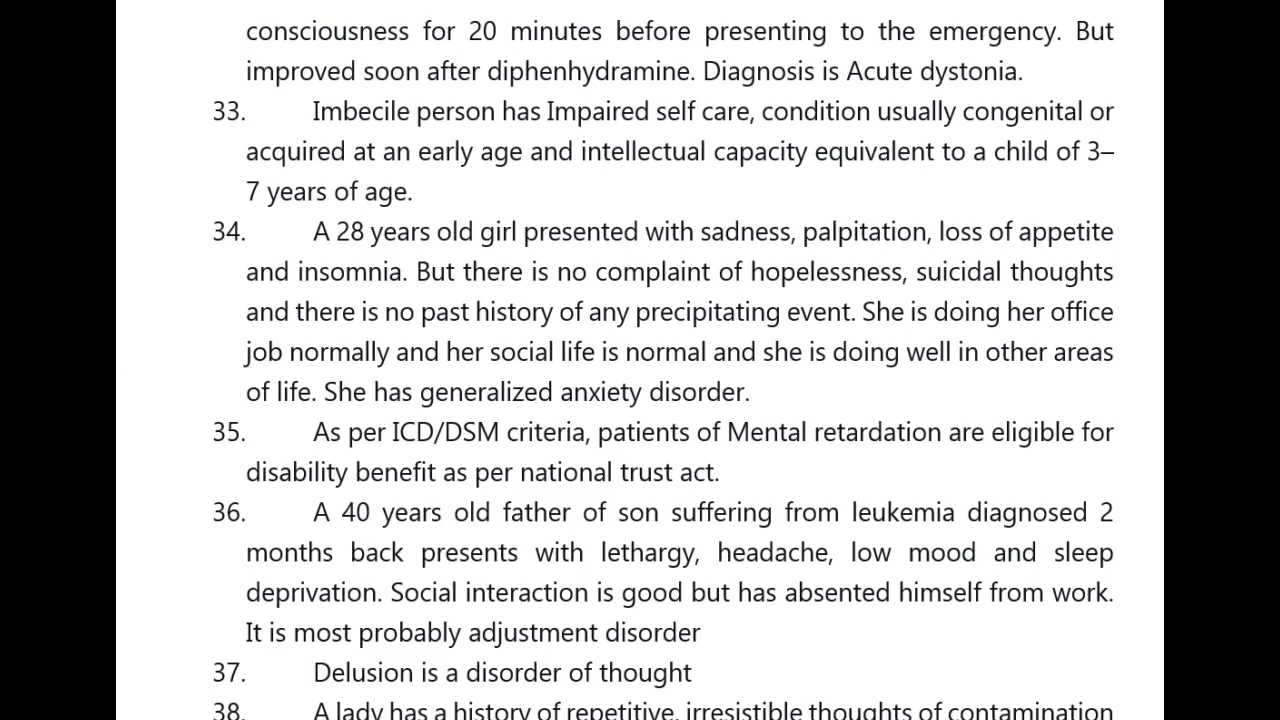 consciousness for 20 minutes before presenting to the emergency. But
improved soon after diphenhydramine. Diagnosis is Acute dystonia.
33. Imbecile person has Impaired self care, condition usually congenital or
acquired at an early age and intellectual capacity equivalent to a child of 3–
7 years of age.
34. A 28 years old girl presented with sadness, palpitation, loss of appetite
and insomnia. But there is no complaint of hopelessness, suicidal thoughts
and there is no past history of any precipitating event. She is doing her office
job normally and her social life is normal and she is doing well in other areas
of life. She has generalized anxiety disorder.
35. As per ICD/DSM criteria, patients of Mental retardation are eligible for
disability benefit as per national trust act.
36. A 40 years old father of son suffering from leukemia diagnosed 2
months back presents with lethargy, headache, low mood and sleep
deprivation. Social interaction is good but has absented himself from work.
It is most probably adjustment disorder
37. Delusion is a disorder of thought
38. A lady has a history of repetitive, irresistible thoughts of contamination